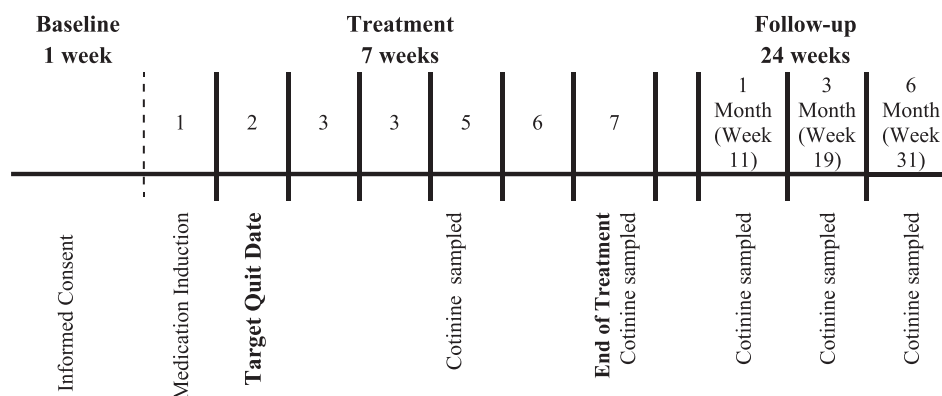 Baseline
1 week
Treatment
7 weeks
Follow-up
24 weeks
1
2
3
3
5
6
7
1
Month
(Week
11)
3
Month
(Week
19)
6
Month
(Week
31)
Informed Consent
Medication Induction
Target Quit Date
Cotinine sampled
End of Treatment
Cotinine sampled
Cotinine sampled
Cotinine sampled
Cotinine sampled